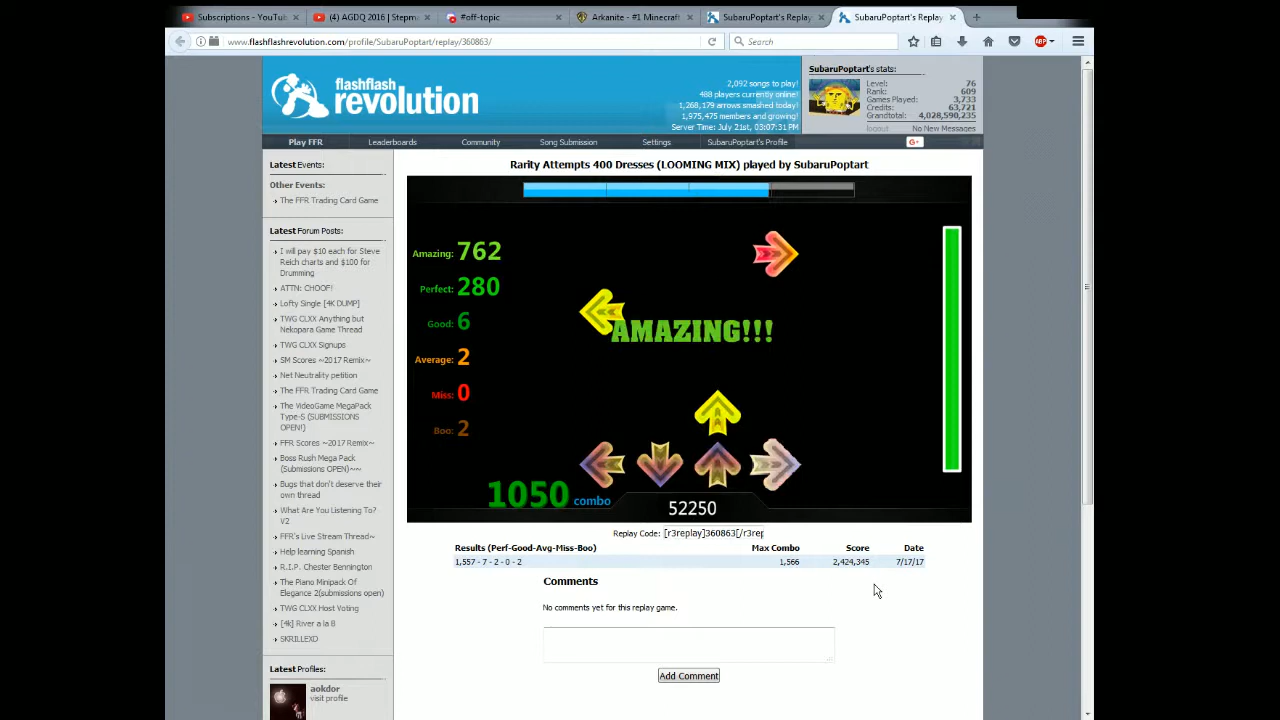 Subscriptions - YouTub
(4) AGDQ 2016 | Stepm
#off-topic
Arkanite - #1 Minecraft
SubaruPoptart's Replay
SubaruPoptart's Replay
www.flashflashrevolution.com/profile/SubaruPoptart/replay/360863/
Search
ABP
flashflash
revolution
2,092 songs to play!
488 players currently online!
1,268,179 arrows smashed today!
1,975,475 members and growing!
Server Time: July 21st, 03:07:31 PM
SubaruPoptart's stats:
Level: 76
Rank: 609
Games Played: 3,733
Credits: 63,721
Grandtotal: 4,028,590,035
logout No New Messages
Play FFR Leaderboards Community Song Submission Settings SubaruPoptart's Profile
G+
Latest Events:
Other Events:
The FFR Trading Card Game
Latest Forum Posts:
I will pay $10 each for Steve
Reich charts and $100 for
Drumming
ATTN: CHOOF!
Lofty Single [4K DUMP]
TWG CLXX Anything but
Nekopara Game Thread
TWG CLXX Signups
SM Scores ~2017 Remix~
Net Neutrality petition
The FFR Trading Card Game
The VideoGame MegaPack
Type-S (SUBMISSIONS
OPEN!)
FFR Scores ~2017 Remix~
Boss Rush Mega Pack
(Submissions OPEN)~~
Bugs that don't deserve their
own thread
What Are You Listening To?
V2
FFR's Live Stream Thread~
Help learning Spanish
R.I.P. Chester Bennington
The Piano Minipack Of
Elegance 2(submissions open)
TWG CLXX Host Voting
[4k] River a la B
SKRILLEXD
Latest Profiles:
aokdor
visit profile
Rarity Attempts 400 Dresses (LOOMING MIX) played by SubaruPoptart
Amazing: 762
Perfect: 280
Good: 6
Average: 2
Miss: 0
Boo: 2
AMAZING!!!
1050 combo
52250
Replay Code: [r3replay]360863[/r3rep
Results (Perf-Good-Avg-Miss-Boo) Max Combo Score Date
1,557 - 7 - 2 - 0 - 2 1,566 2,424,345 7/17/17
Comments
No comments yet for this replay game.
Add Comment